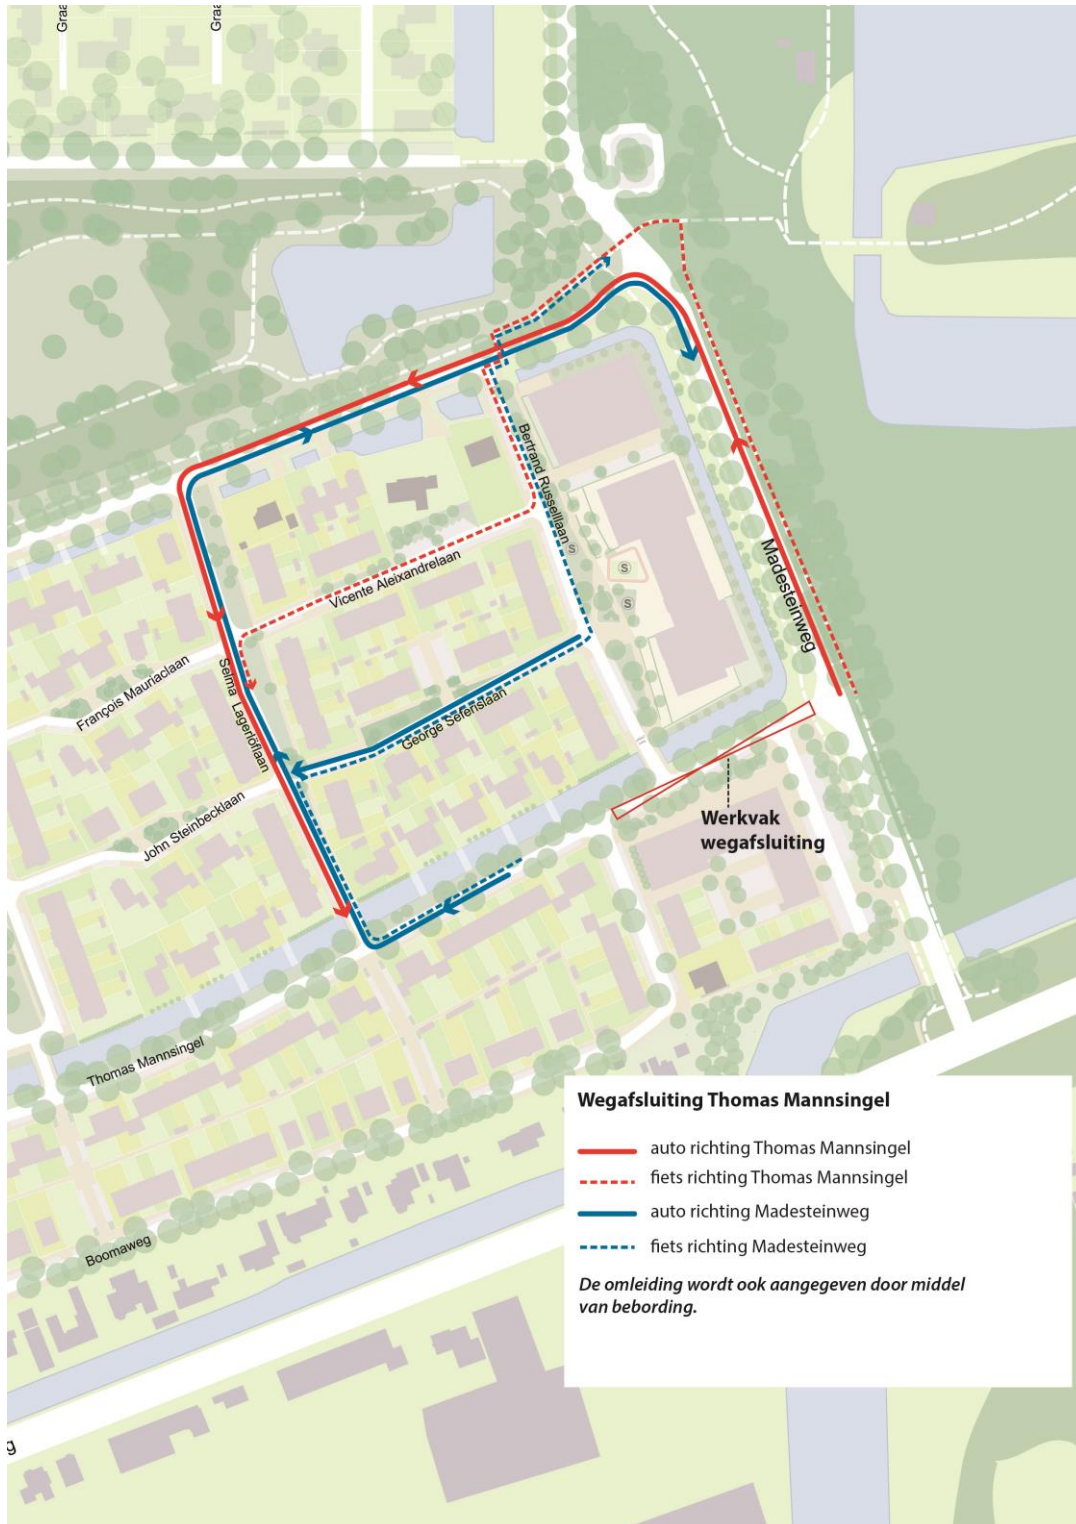 Graa
Graa
Bertrand Russelllaan
Vicente Aleixandrelaan
Madesteinweg
S
S
S
François Mauriaclaan
Selma Lagerlöflaan
George Seferislaan
John Steinbecklaan
Werkvak
wegafsluiting
Thomas Mannsingel
Boomaweg
g
Wegafsluiting Thomas Mannsingel
auto richting Thomas Mannsingel
fiets richting Thomas Mannsingel
auto richting Madesteinweg
fiets richting Madesteinweg
De omleiding wordt ook aangegeven door middel
van bebording.